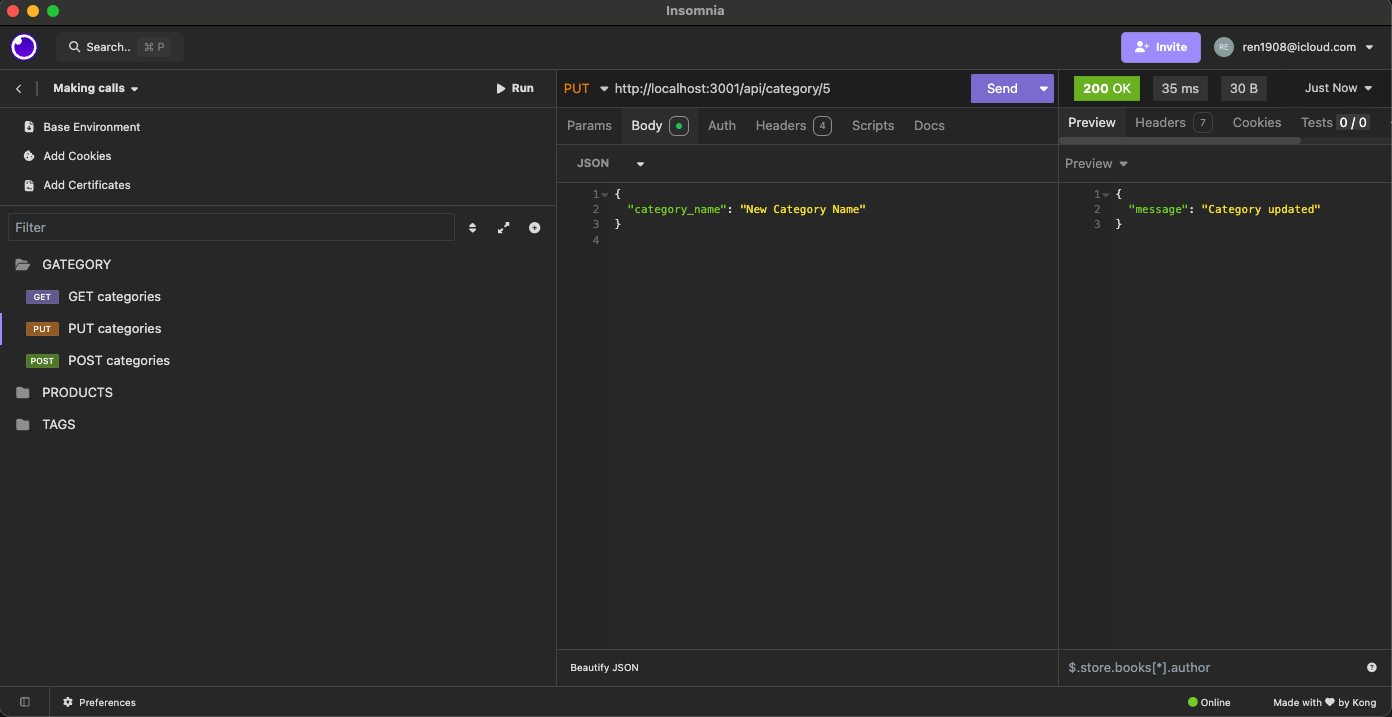 Insomnia
Search.. ⌘ P
Invite
RE ren1908@icloud.com
Making calls
Run
PUT http://localhost:3001/api/category/5
Send
200 OK 35 ms 30 B Just Now
Base Environment
Add Cookies
Add Certificates
Params Body Auth Headers 4 Scripts Docs
Preview Headers 7 Cookies Tests 0 / 0
JSON
Preview
Filter
GATEGORY
GET GET categories
PUT PUT categories
POST POST categories
PRODUCTS
TAGS
1 {
2 "category_name": "New Category Name"
3 }
4
1 {
2 "message": "Category updated"
3 }
Beautify JSON
$.store.books[*].author
Preferences
Online
Made with ♥ by Kong